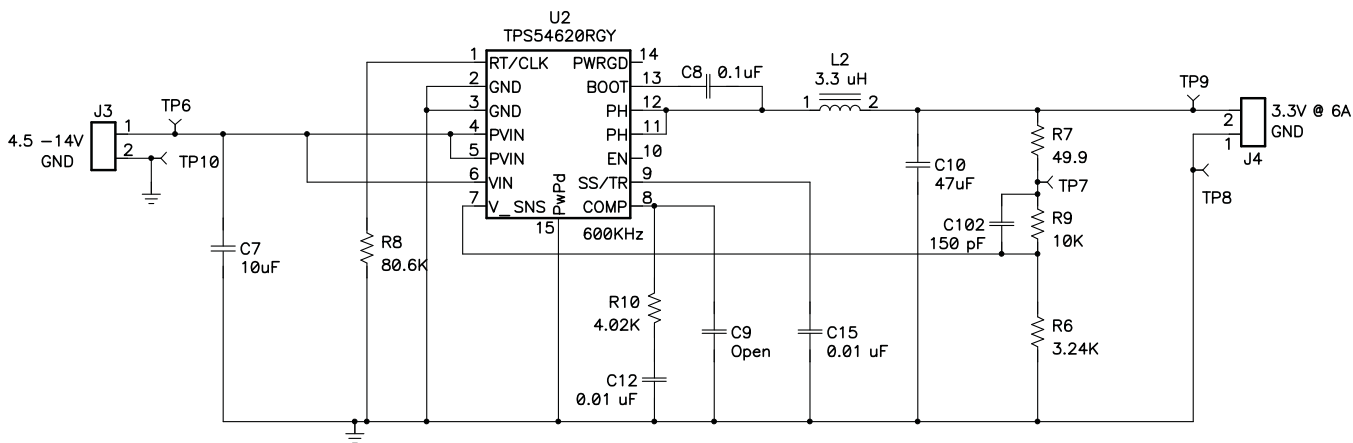 U2
TPS54620RGY
1 RT/CLK PWRGD 14
2 GND BOOT 13
3 GND PH 12
4 PVIN PH 11
5 PVIN EN 10
6 VIN SS/TR 9
7 V_SNS COMP 8
PwPd
15
600KHz
J3
1
2
4.5 -14V
GND
TP6
TP10
C7
10uF
R8
80.6K
C8 0.1uF
L2
3.3 uH
1 2
R10
4.02K
C12
0.01 uF
C9
Open
C15
0.01 uF
C10
47uF
C102
150 pF
R7
49.9
TP7
R9
10K
R6
3.24K
TP9
TP8
2
1
3.3V @ 6A
GND
J4